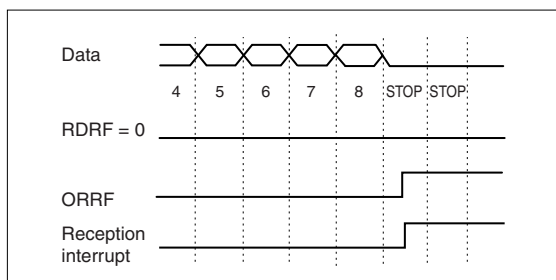 Data
4 5 6 7 8 STOP STOP
RDRF = 0
ORRF
Reception
interrupt